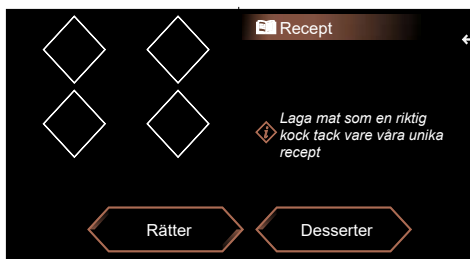 Recept
Laga mat som en riktig
kock tack vare våra unika
recept
Rätter
Desserter